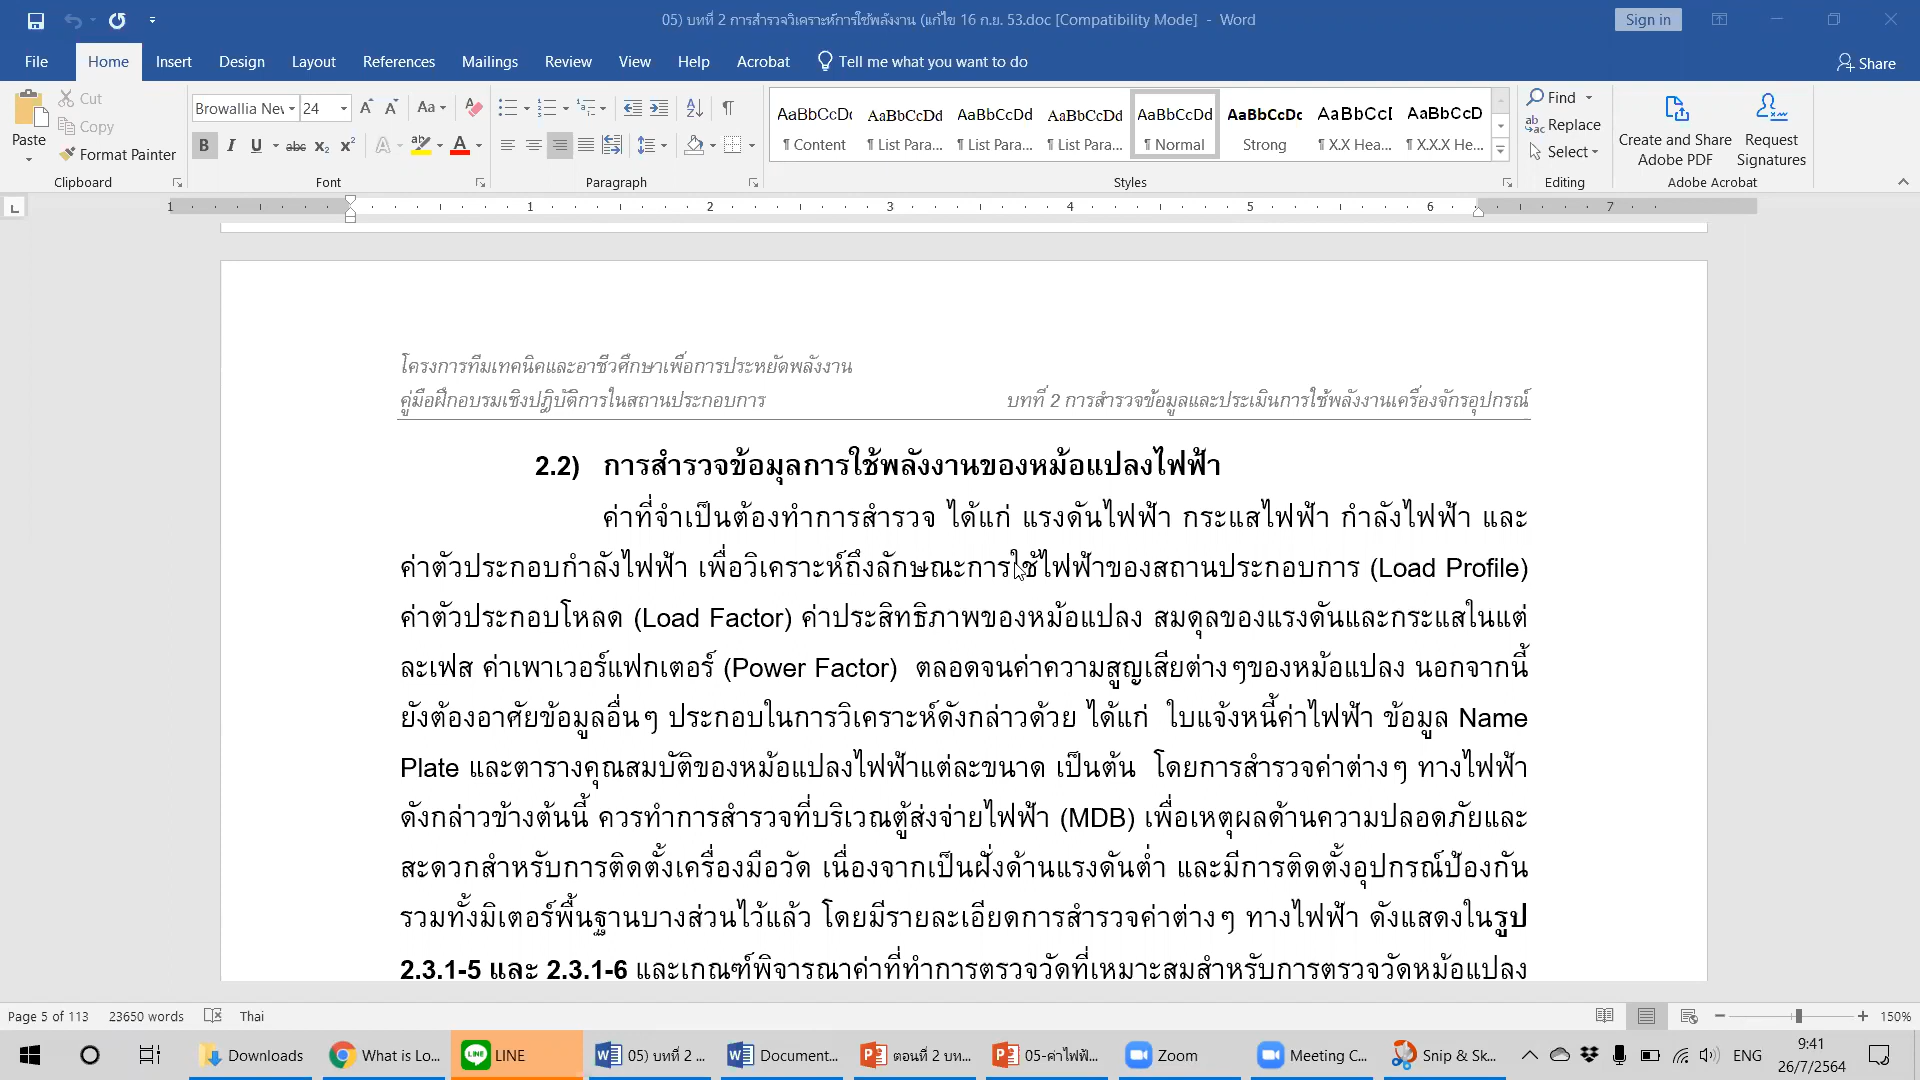 05) บทที่ 2 การสำรวจวิเคราะห์การใช้พลังงาน (แก้ไข 16 ก.ย. 53.doc [Compatibility Mode] - Word
Sign in
File Home Insert Design Layout References Mailings Review View Help Acrobat Tell me what you want to do Share
Paste
Cut
Copy
Format Painter
Clipboard
Browallia Nev 24
Font
Paragraph
AaBbCcDc AaBbCcDd AaBbCcDd AaBbCcDd AaBbCcDd AaBbCcDc AaBbCcI AaBbCcD
¶ Content ¶ List Para... ¶ List Para... ¶ List Para... ¶ Normal Strong ¶ X.X Hea... ¶ X.X.X He...
Styles
Find
Replace
Select
Editing
Create and Share Adobe PDF
Request Signatures
Adobe Acrobat
1 1 2 3 4 5 6 7
โครงการทีมเทคนิคและอาชีวศึกษาเพื่อการประหยัดพลังงาน
คู่มือฝึกอบรมเชิงปฎิบัติการในสถานประกอบการ บทที่ 2 การสำรวจข้อมูลและประเมินการใช้พลังงานเครื่องจักรอุปกรณ์
2.2) การสำรวจข้อมุลการใช้พลังงานของหม้อแปลงไฟฟ้า
ค่าที่จำเป็นต้องทำการสำรวจ ได้แก่ แรงดันไฟฟ้า กระแสไฟฟ้า กำลังไฟฟ้า และ
ค่าตัวประกอบกำลังไฟฟ้า เพื่อวิเคราะห์ถึงลักษณะการใช้ไฟฟ้าของสถานประกอบการ (Load Profile)
ค่าตัวประกอบโหลด (Load Factor) ค่าประสิทธิภาพของหม้อแปลง สมดุลของแรงดันและกระแสในแต่
ละเฟส ค่าเพาเวอร์แฟกเตอร์ (Power Factor) ตลอดจนค่าความสูญเสียต่างๆของหม้อแปลง นอกจากนี้
ยังต้องอาศัยข้อมูลอื่นๆ ประกอบในการวิเคราะห์ดังกล่าวด้วย ได้แก่ ใบแจ้งหนี้ค่าไฟฟ้า ข้อมูล Name
Plate และตารางคุณสมบัติของหม้อแปลงไฟฟ้าแต่ละขนาด เป็นต้น โดยการสำรวจค่าต่างๆ ทางไฟฟ้า
ดังกล่าวข้างต้นนี้ ควรทำการสำรวจที่บริเวณตู้ส่งจ่ายไฟฟ้า (MDB) เพื่อเหตุผลด้านความปลอดภัยและ
สะดวกสำหรับการติดตั้งเครื่องมือวัด เนื่องจากเป็นฝั่งด้านแรงดันต่ำ และมีการติดตั้งอุปกรณ์ป้องกัน
รวมทั้งมิเตอร์พื้นฐานบางส่วนไว้แล้ว โดยมีรายละเอียดการสำรวจค่าต่างๆ ทางไฟฟ้า ดังแสดงในรูป
2.3.1-5 และ 2.3.1-6 และเกณฑ์พิจารณาค่าที่ทำการตรวจวัดที่เหมาะสมสำหรับการตรวจวัดหม้อแปลง
Page 5 of 113 23650 words Thai 150%
Downloads What is Lo... LINE 05) บทที่ 2 ... Document... ตอนที่ 2 บท... 05-ค่าไฟฟ้... Zoom Meeting C... Snip & Sk... ENG 9:41
26/7/2564